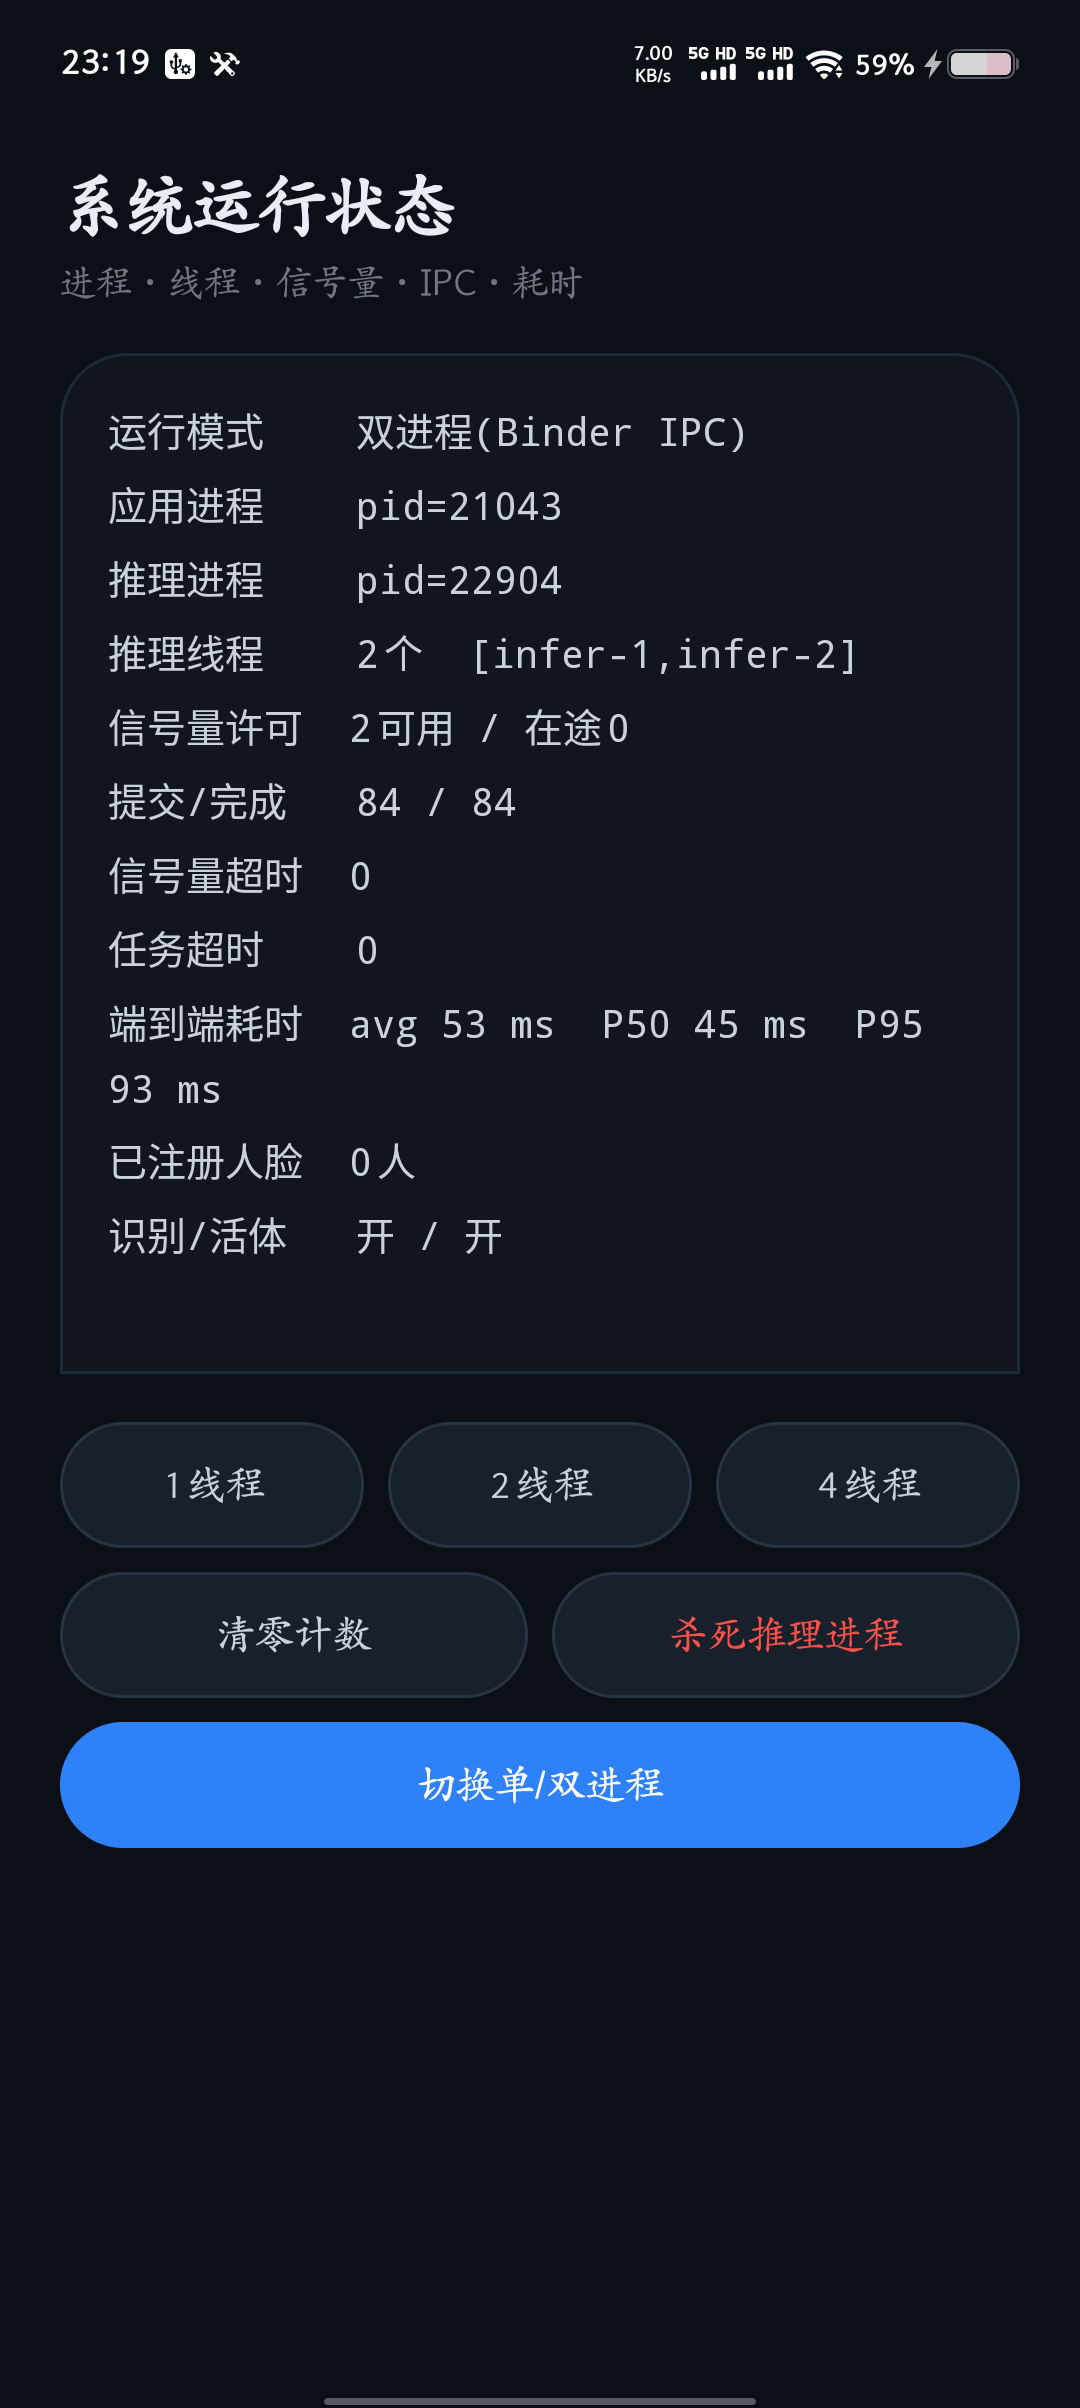 23:19 7.00 KB/s 5G HD 5G HD 59%
系统运行状态
进程·线程·信号量·IPC·耗时
运行模式 双进程(Binder IPC)
应用进程 pid=21043
推理进程 pid=22904
推理线程 2个 [infer-1,infer-2]
信号量许可 2可用 / 在途0
提交/完成 84 / 84
信号量超时 0
任务超时 0
端到端耗时 avg 53 ms P50 45 ms P95
93 ms
已注册人脸 0人
识别/活体 开 / 开
1线程 2线程 4线程
清零计数 杀死推理进程
切换单/双进程